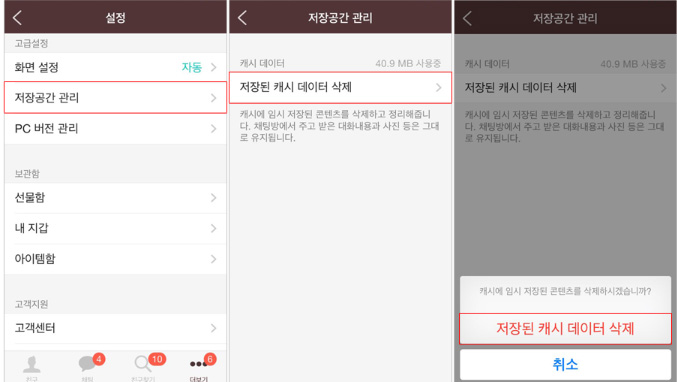 설정
고급설정
화면 설정 자동
저장공간 관리
PC 버전 관리
보관함
선물함
내 지갑
아이템함
고객지원
고객센터
4
10
6
친구
채팅
친구찾기
더보기
저장공간 관리
캐시 데이터 40.9 MB 사용중
저장된 캐시 데이터 삭제
캐시에 임시 저장된 콘텐츠를 삭제하고 정리해줍니
다. 채팅방에서 주고 받은 대화내용과 사진 등은 그대
로 유지됩니다.
저장공간 관리
캐시 데이터 40.9 MB 사용중
저장된 캐시 데이터 삭제
캐시에 임시 저장된 콘텐츠를 삭제하고 정리해줍니
다. 채팅방에서 주고 받은 대화내용과 사진 등은 그대
로 유지됩니다.
캐시에 임시 저장된 콘텐츠를 삭제하시겠습니까?
저장된 캐시 데이터 삭제
취소